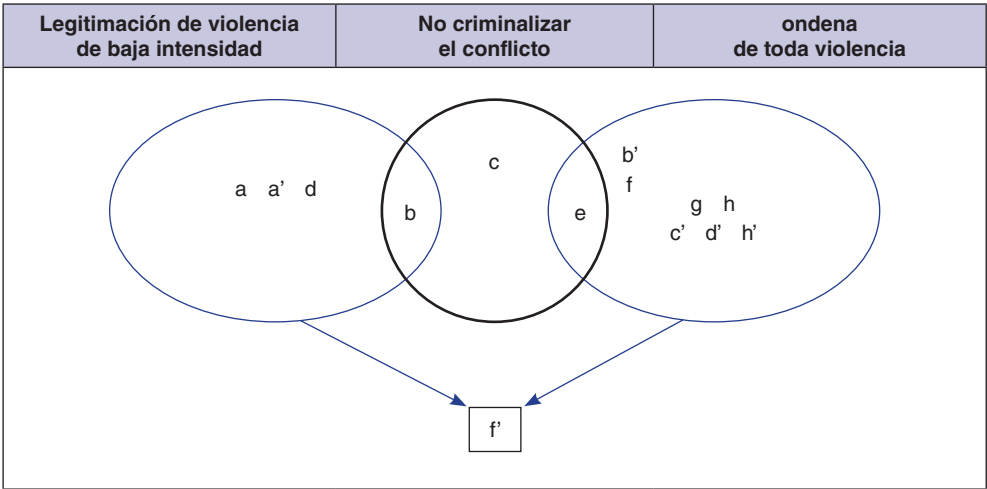 Legitimación de violencia
de baja intensidad
No criminalizar
el conflicto
ondena
de toda violencia
a a' d
b
c
e
b'
f
g h
c' d' h'
f'